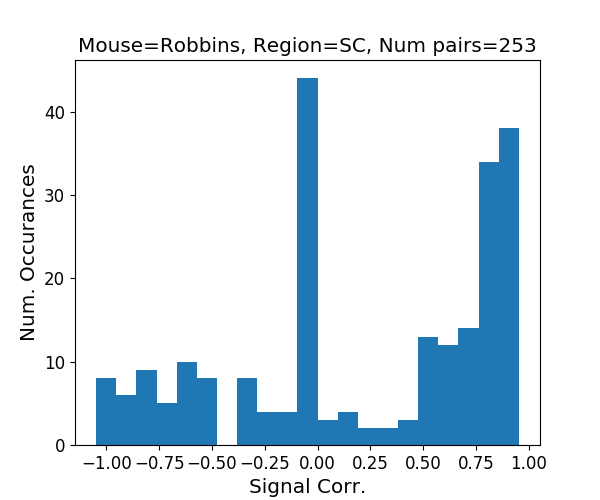 Mouse=Robbins, Region=SC, Num pairs=253
Num. Occurances
40
30
20
10
0
−1.00 −0.75 −0.50 −0.25 0.00 0.25 0.50 0.75 1.00
Signal Corr.